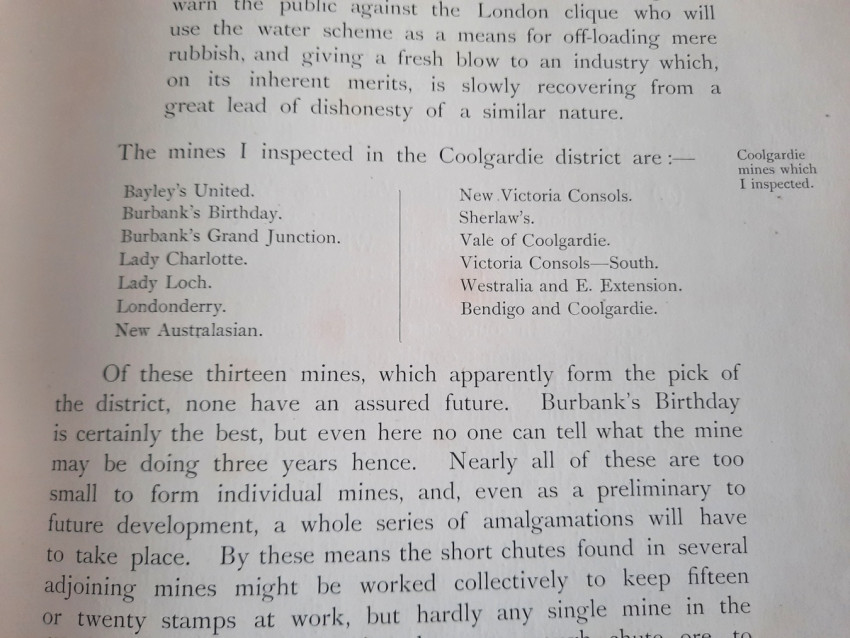 warn the public against the London clique who will
use the water scheme as a means for off-loading mere
rubbish, and giving a fresh blow to an industry which,
on its inherent merits, is slowly recovering from a
great lead of dishonesty of a similar nature.
The mines I inspected in the Coolgardie district are :—
Coolgardie
mines which
I inspected.
Bayley's United.
Burbank's Birthday.
Burbank's Grand Junction.
Lady Charlotte.
Lady Loch.
Londonderry.
New Australasian.
New Victoria Consols.
Sherlaw's.
Vale of Coolgardie.
Victoria Consols—South.
Westralia and E. Extension.
Bendigo and Coolgardie.
Of these thirteen mines, which apparently form the pick of
the district, none have an assured future. Burbank's Birthday
is certainly the best, but even here no one can tell what the mine
may be doing three years hence. Nearly all of these are too
small to form individual mines, and, even as a preliminary to
future development, a whole series of amalgamations will have
to take place. By these means the short chutes found in several
adjoining mines might be worked collectively to keep fifteen
or twenty stamps at work, but hardly any single mine in the
chute ore to